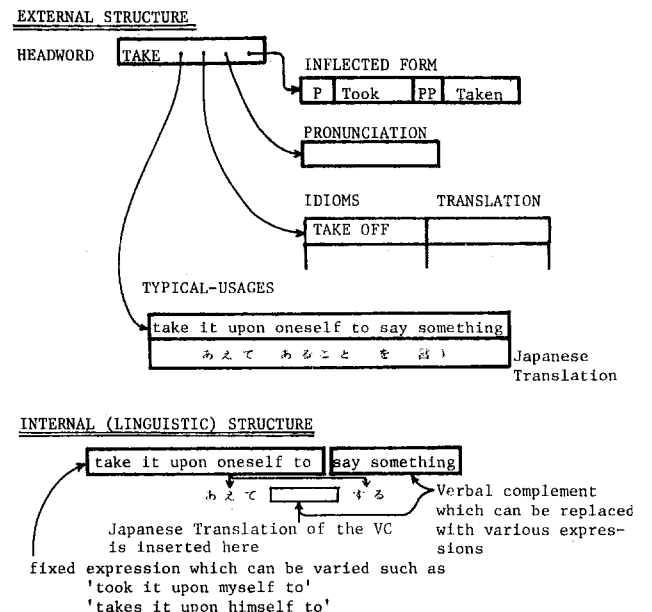 EXTERNAL STRUCTURE
HEADWORD TAKE
INFLECTED FORM
P Took PP Taken
PRONUNCIATION
IDIOMS TRANSLATION
TAKE OFF
TYPICAL-USAGES
take it upon oneself to say something
あえて あること を 言う
Japanese
Translation
INTERNAL (LINGUISTIC) STRUCTURE
take it upon oneself to say something
あえて する
Verbal complement
which can be replaced
with various expres-
sions
Japanese Translation of the VC
is inserted here
fixed expression which can be varied such as
'took it upon myself to'
'takes it upon himself to'